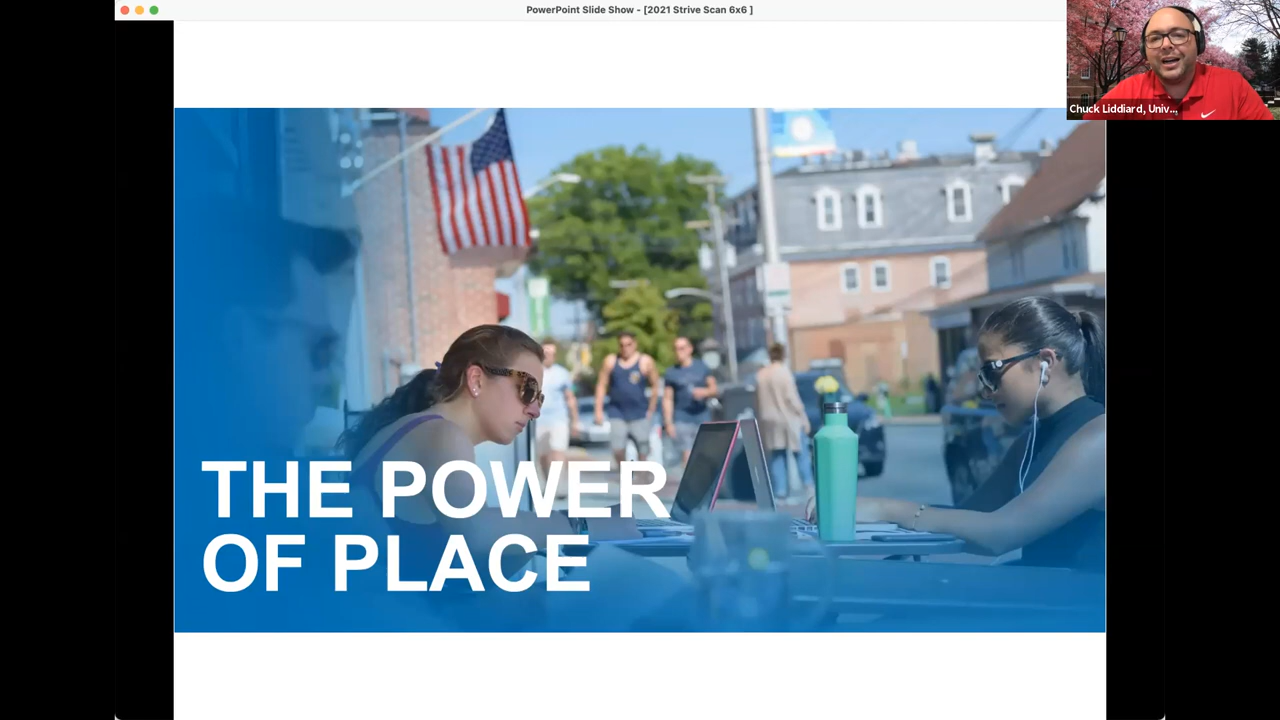 PowerPoint Slide Show - [2021 Strive Scan 6x6 ]
Chuck Liddiard, Univ...
THE POWER
OF PLACE